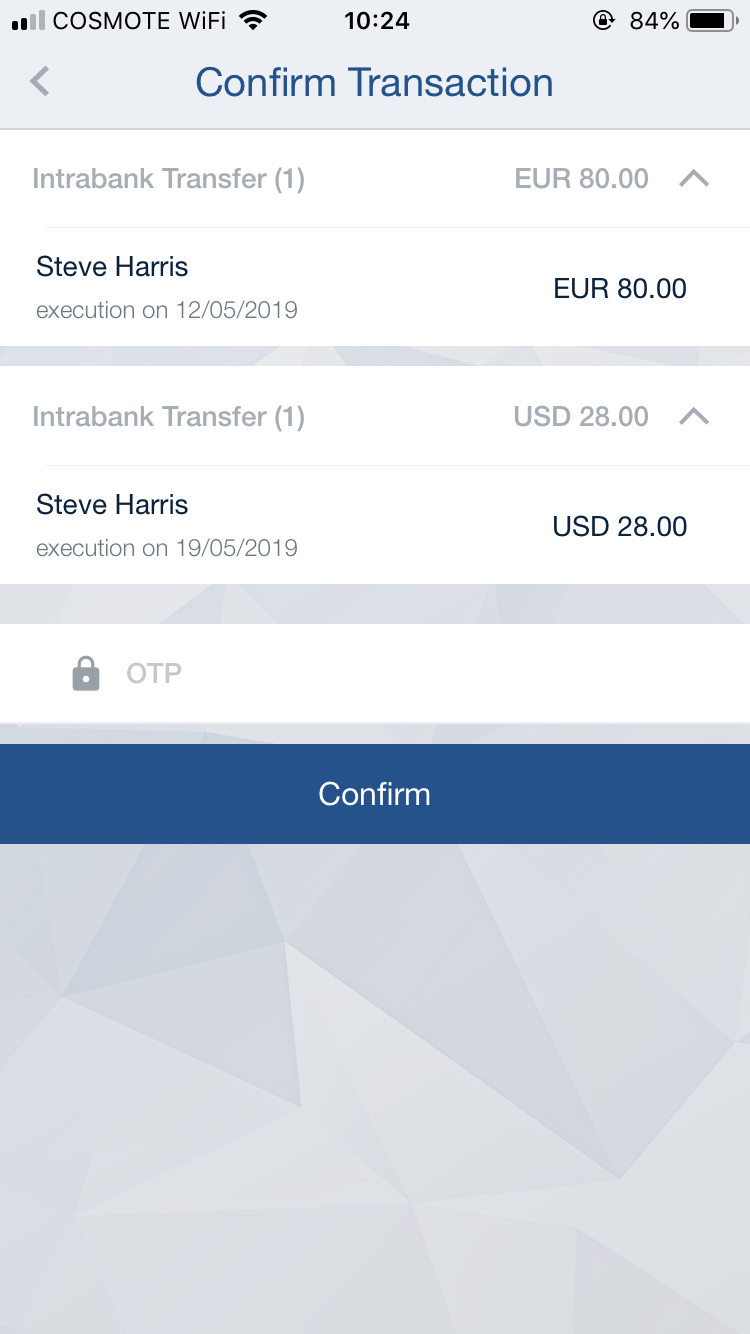 COSMOTE WiFi 10:24 84%
Confirm Transaction
Intrabank Transfer (1) EUR 80.00
Steve Harris
EUR 80.00
execution on 12/05/2019
Intrabank Transfer (1) USD 28.00
Steve Harris
USD 28.00
execution on 19/05/2019
OTP
Confirm